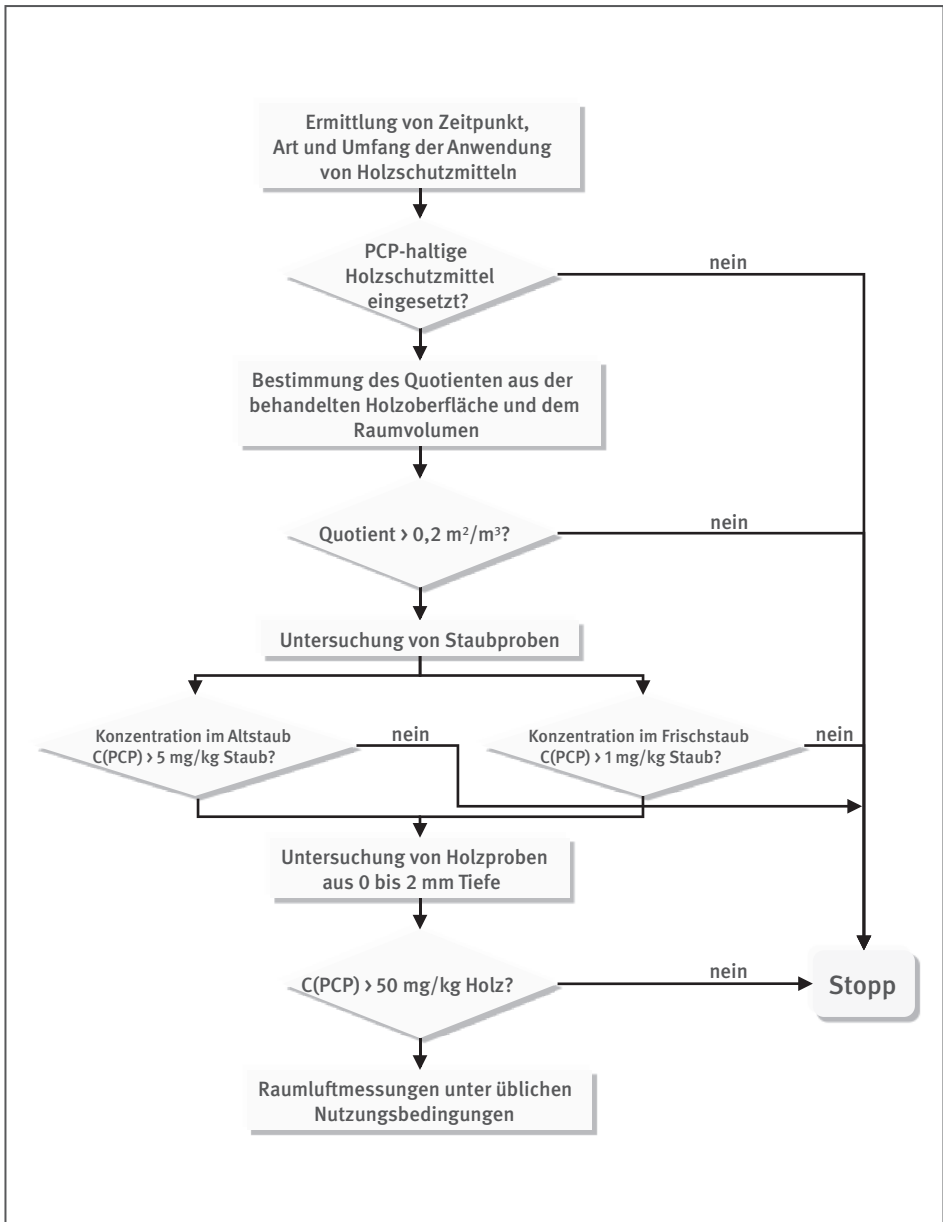 Ermittlung von Zeitpunkt,
Art und Umfang der Anwendung
von Holzschutzmitteln
PCP-haltige
Holzschutzmittel
eingesetzt?
nein
Bestimmung des Quotienten aus der
behandelten Holzoberfläche und dem
Raumvolumen
Quotient > 0,2 m²/m³?
nein
Untersuchung von Staubproben
Konzentration im Altstaub
C(PCP) > 5 mg/kg Staub?
nein
Konzentration im Frischstaub
C(PCP) > 1 mg/kg Staub?
nein
Untersuchung von Holzproben
aus 0 bis 2 mm Tiefe
C(PCP) > 50 mg/kg Holz?
nein
Stopp
Raumluftmessungen unter üblichen
Nutzungsbedingungen